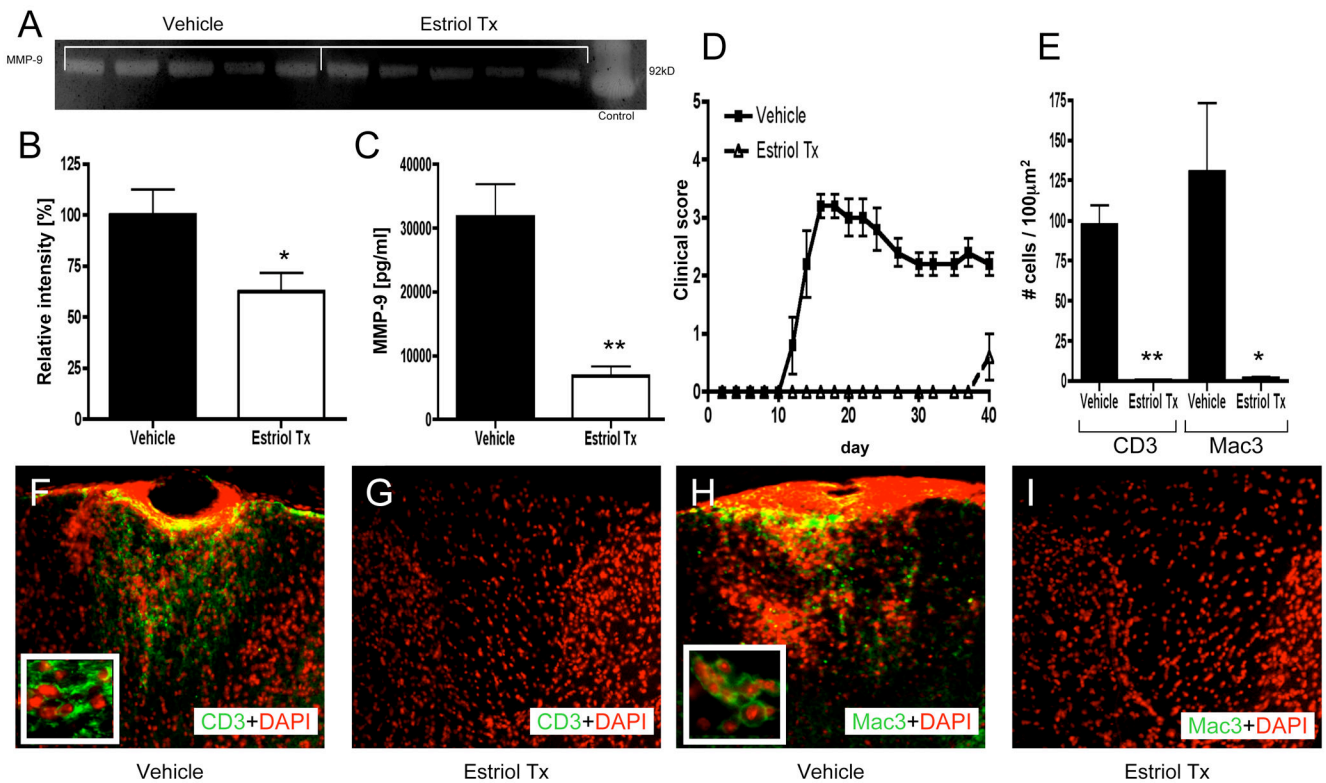 A
Vehicle
Estriol Tx
MMP-9
92kD
Control
B
Relative intensity [%]
125
100
75
50
25
0
*
Vehicle
Estriol Tx
C
MMP-9 [pg/ml]
40000
30000
20000
10000
0
**
Vehicle
Estriol Tx
D
Clinical score
5
4
3
2
1
0
Vehicle
Estriol Tx
0
10
20
30
40
day
E
# cells / 100μm²
175
150
125
100
75
50
25
0
**
*
Vehicle
Estriol Tx
Vehicle
Estriol Tx
CD3
Mac3
F
CD3+DAPI
Vehicle
G
CD3+DAPI
Estriol Tx
H
Mac3+DAPI
Vehicle
I
Mac3+DAPI
Estriol Tx